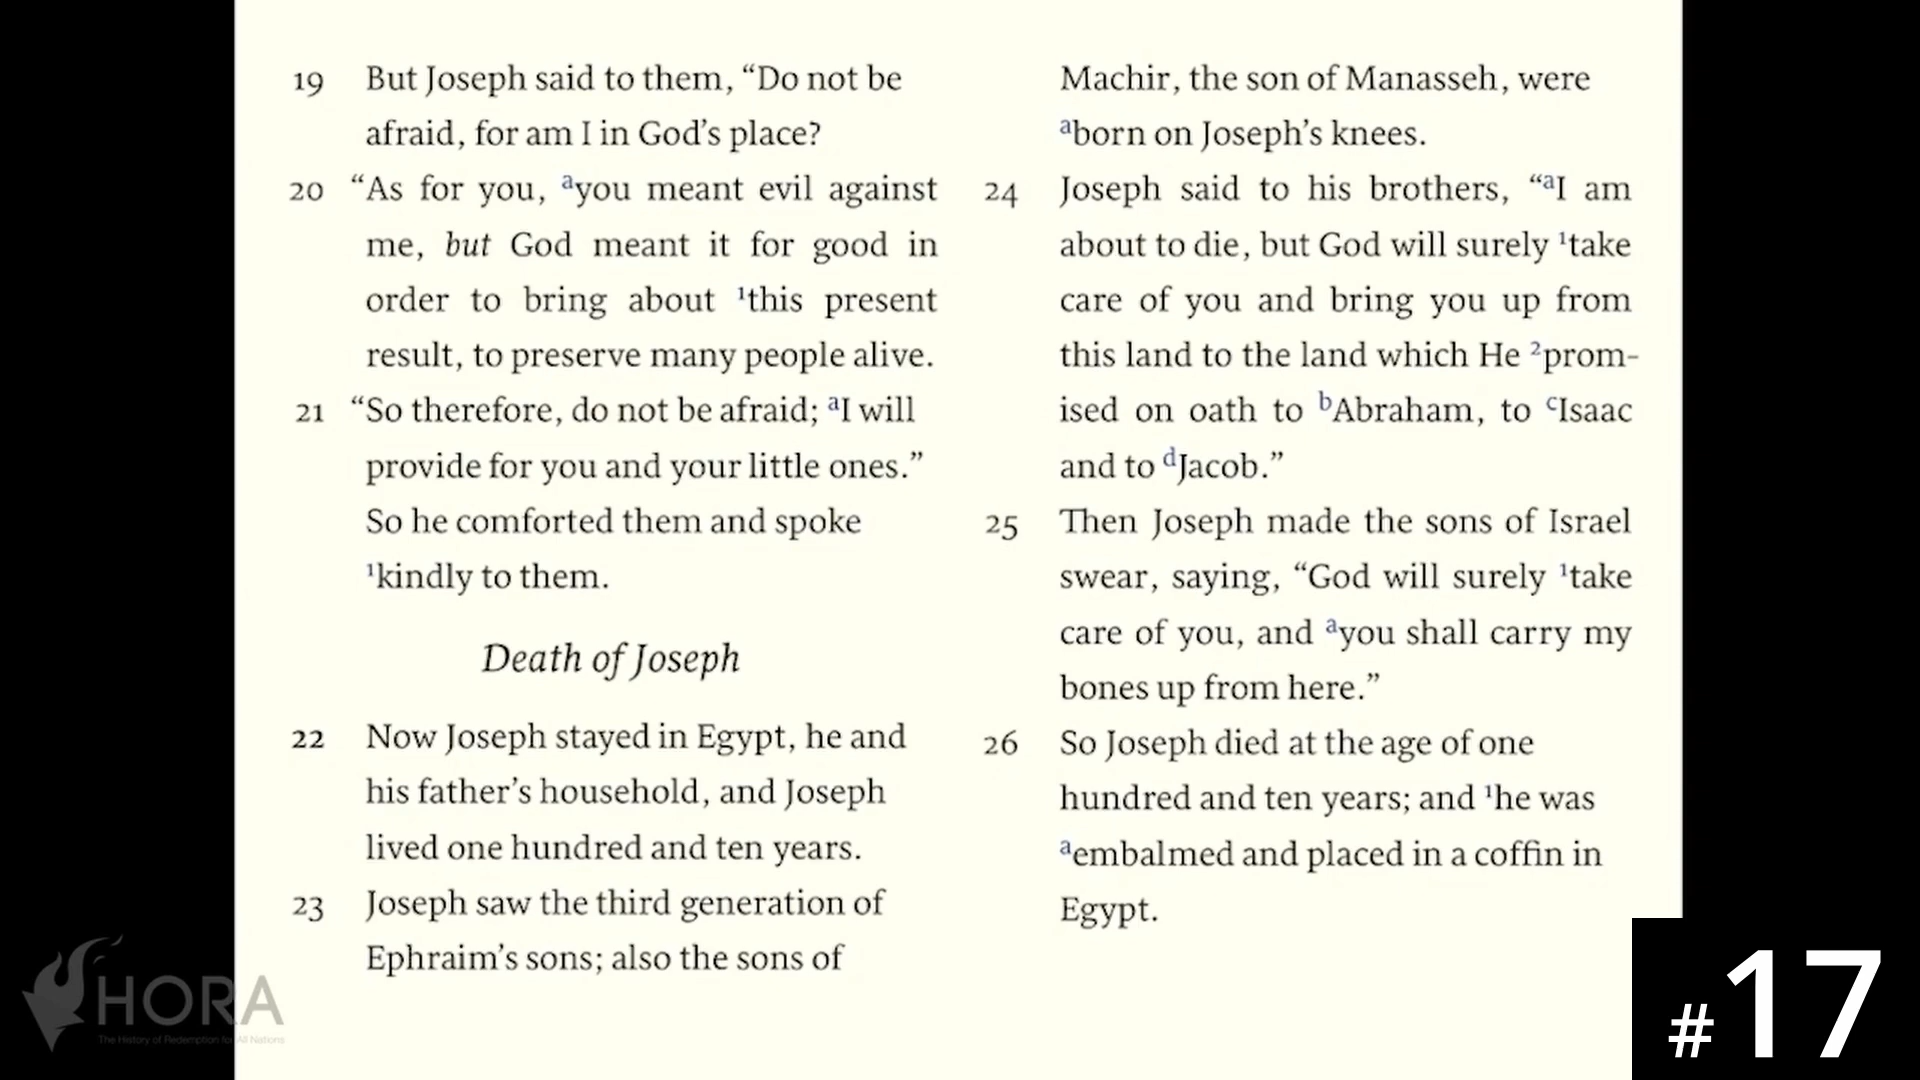 19 But Joseph said to them, “Do not be
afraid, for am I in God’s place?
20 “As for you, ᵃyou meant evil against
me, but God meant it for good in
order to bring about ¹this present
result, to preserve many people alive.
21 “So therefore, do not be afraid; ᵃI will
provide for you and your little ones.”
So he comforted them and spoke
¹kindly to them.
Death of Joseph
22 Now Joseph stayed in Egypt, he and
his father’s household, and Joseph
lived one hundred and ten years.
23 Joseph saw the third generation of
Ephraim’s sons; also the sons of
Machir, the son of Manasseh, were
ᵃborn on Joseph’s knees.
24 Joseph said to his brothers, “ᵃI am
about to die, but God will surely ¹take
care of you and bring you up from
this land to the land which He ²prom-
ised on oath to ᵇAbraham, to ᶜIsaac
and to ᵈJacob.”
25 Then Joseph made the sons of Israel
swear, saying, “God will surely ¹take
care of you, and ᵃyou shall carry my
bones up from here.”
26 So Joseph died at the age of one
hundred and ten years; and ¹he was
ᵃembalmed and placed in a coffin in
Egypt.
HORA
The History of Redemption for All Nations
#17